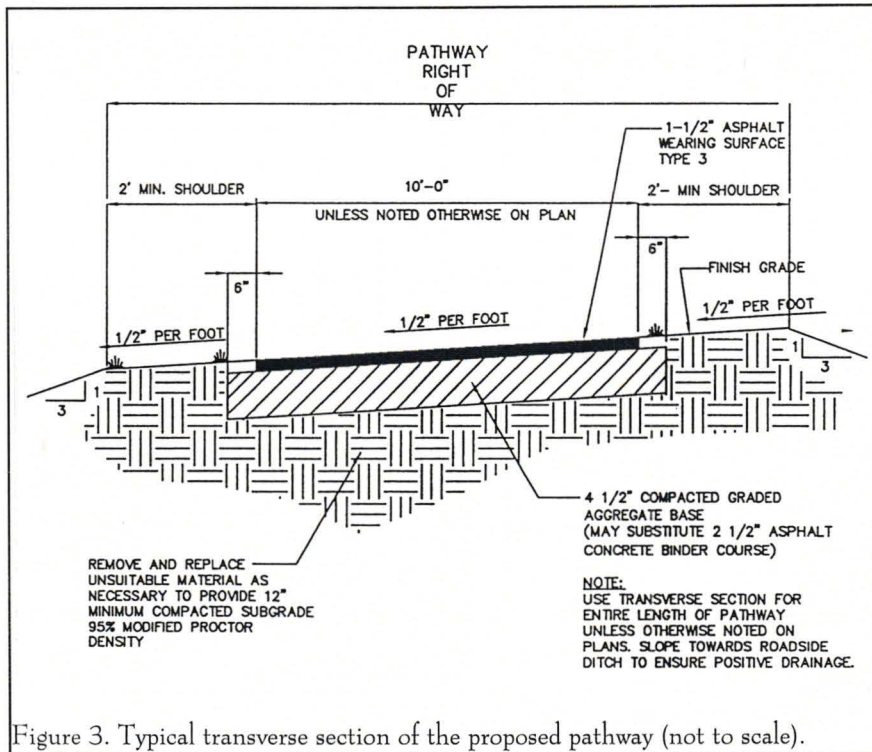 PATHWAY
RIGHT
OF
WAY
1-1/2" ASPHALT
WEARING SURFACE
TYPE 3
2' MIN. SHOULDER
10'-0"
2'- MIN SHOULDER
UNLESS NOTED OTHERWISE ON PLAN
6"
6"
FINISH GRADE
1/2" PER FOOT
1/2" PER FOOT
1/2" PER FOOT
1
3
1
3
4 1/2" COMPACTED GRADED
AGGREGATE BASE
(MAY SUBSTITUTE 2 1/2" ASPHALT
CONCRETE BINDER COURSE)
REMOVE AND REPLACE
UNSUITABLE MATERIAL AS
NECESSARY TO PROVIDE 12"
MINIMUM COMPACTED SUBGRADE
95% MODIFIED PROCTOR
DENSITY
NOTE:
USE TRANSVERSE SECTION FOR
ENTIRE LENGTH OF PATHWAY
UNLESS OTHERWISE NOTED ON
PLANS. SLOPE TOWARDS ROADSIDE
DITCH TO ENSURE POSITIVE DRAINAGE.
Figure 3. Typical transverse section of the proposed pathway (not to scale).